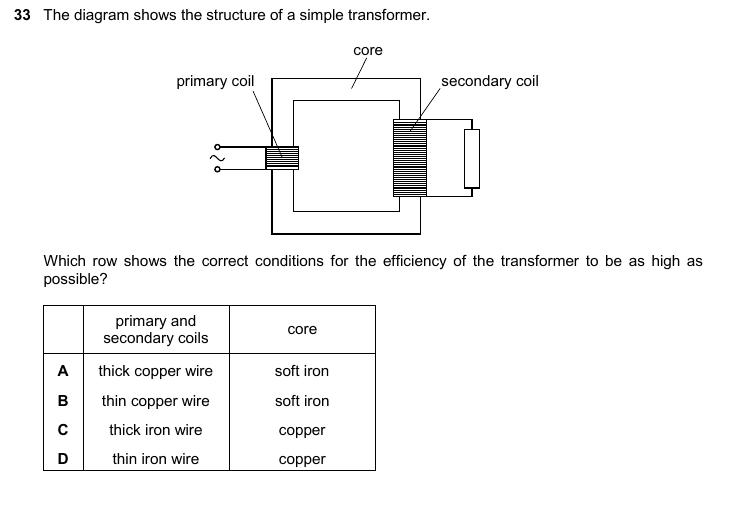 33 The diagram shows the structure of a simple transformer.
core
primary coil
secondary coil
~
Which row shows the correct conditions for the efficiency of the transformer to be as high as
possible?
primary and
secondary coils
core
A thick copper wire soft iron
B thin copper wire soft iron
C thick iron wire copper
D thin iron wire copper